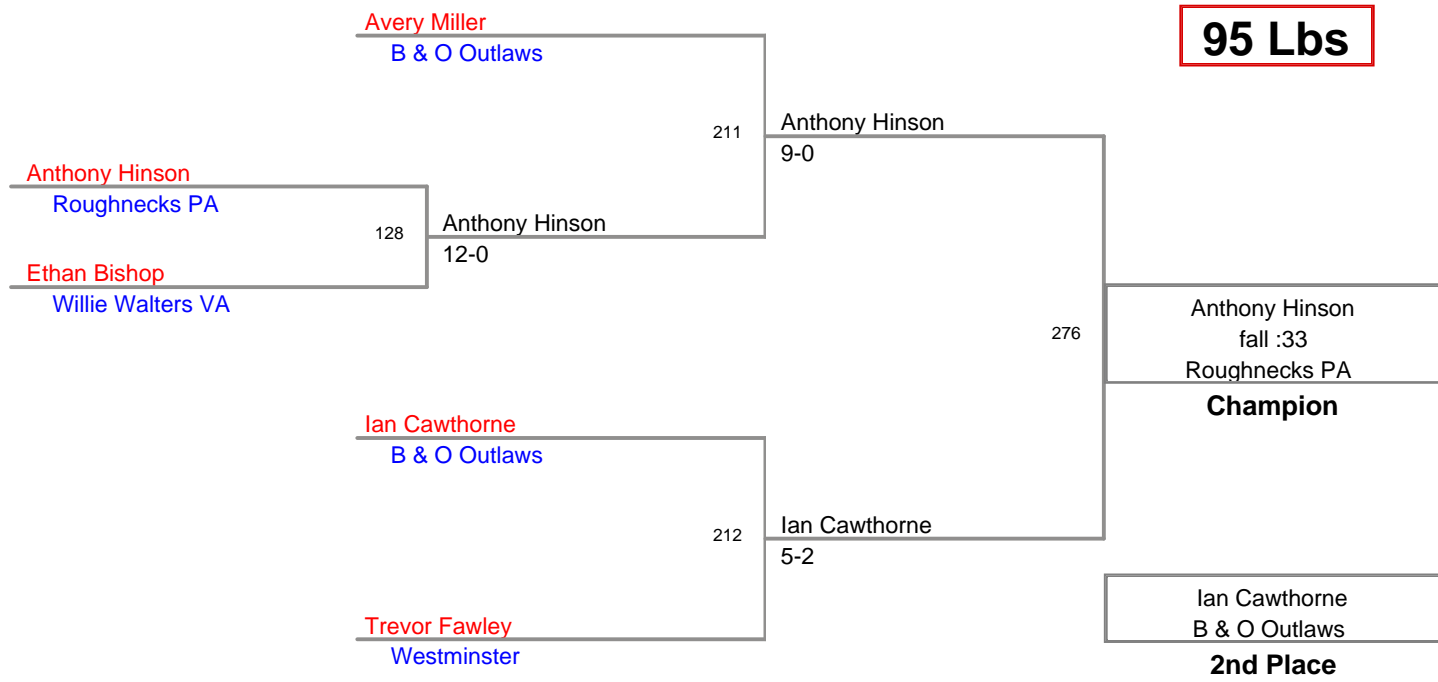 Avery Miller
B & O Outlaws
95 Lbs
211
Anthony Hinson
9-0
Anthony Hinson
Roughnecks PA
128
Anthony Hinson
12-0
Ethan Bishop
Willie Walters VA
276
Anthony Hinson
fall :33
Roughnecks PA
Champion
Ian Cawthorne
B & O Outlaws
212
Ian Cawthorne
5-2
Trevor Fawley
Westminster
Ian Cawthorne
B & O Outlaws
2nd Place